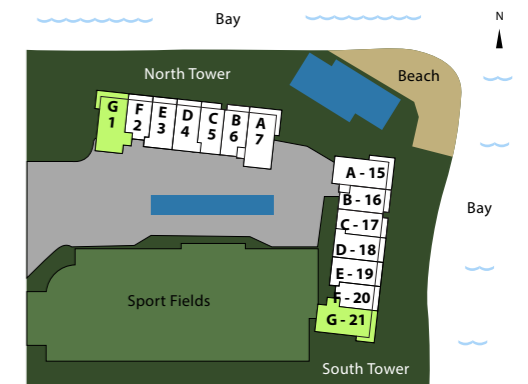 Bay
N
North Tower
Beach
G
1
F
2
E
3
D
4
C
5
B
6
A
7
A - 15
B - 16
C - 17
D - 18
E - 19
F - 20
G - 21
Bay
Sport Fields
South Tower